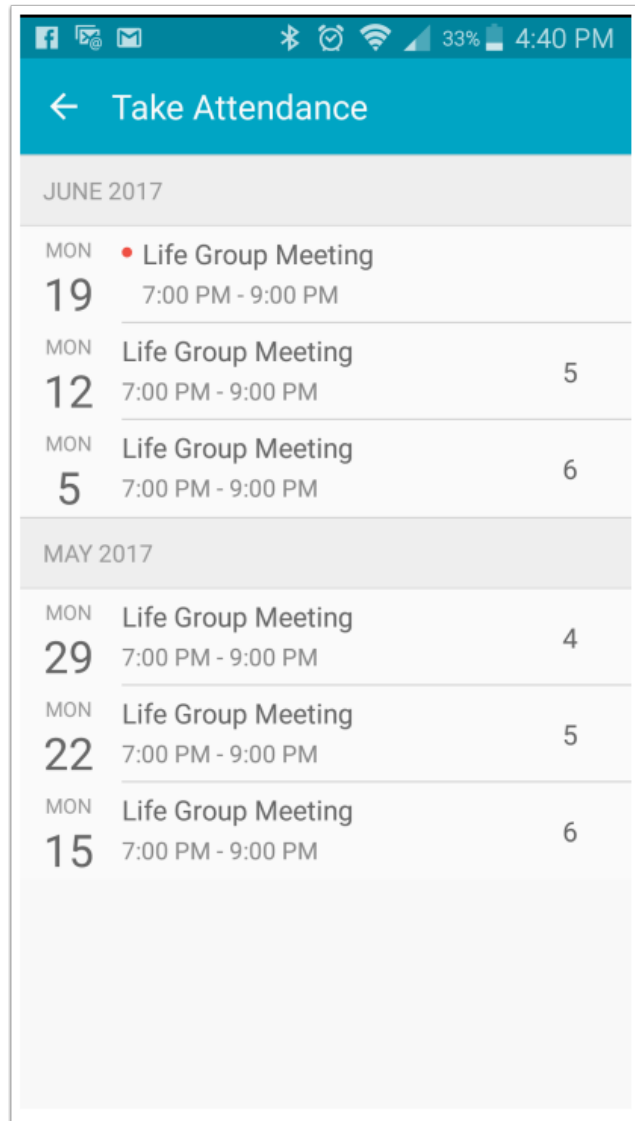 33% 4:40 PM
Take Attendance
JUNE 2017
MON
19
Life Group Meeting
7:00 PM - 9:00 PM
MON
12
Life Group Meeting
7:00 PM - 9:00 PM
5
MON
5
Life Group Meeting
7:00 PM - 9:00 PM
6
MAY 2017
MON
29
Life Group Meeting
7:00 PM - 9:00 PM
4
MON
22
Life Group Meeting
7:00 PM - 9:00 PM
5
MON
15
Life Group Meeting
7:00 PM - 9:00 PM
6